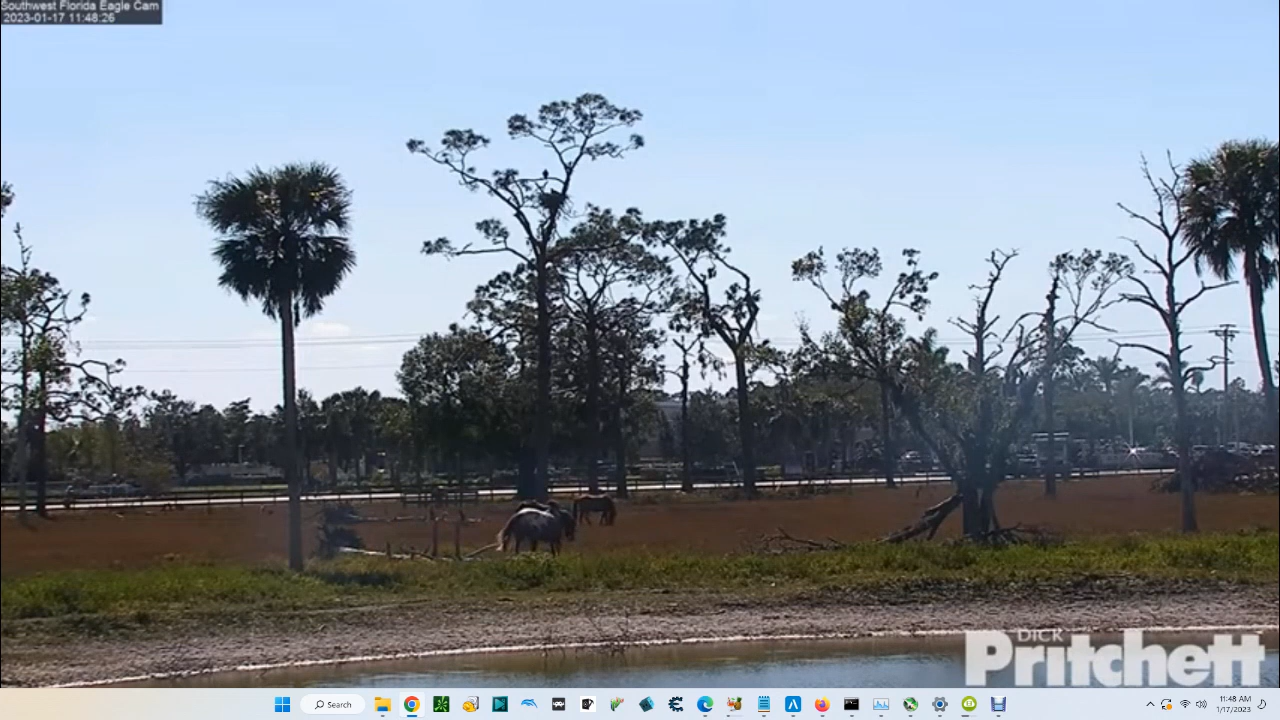 Southwest Florida Eagle Cam
2023-01-17 11:48:26
DICK
Pritchett
Search
11:48 AM
1/17/2023